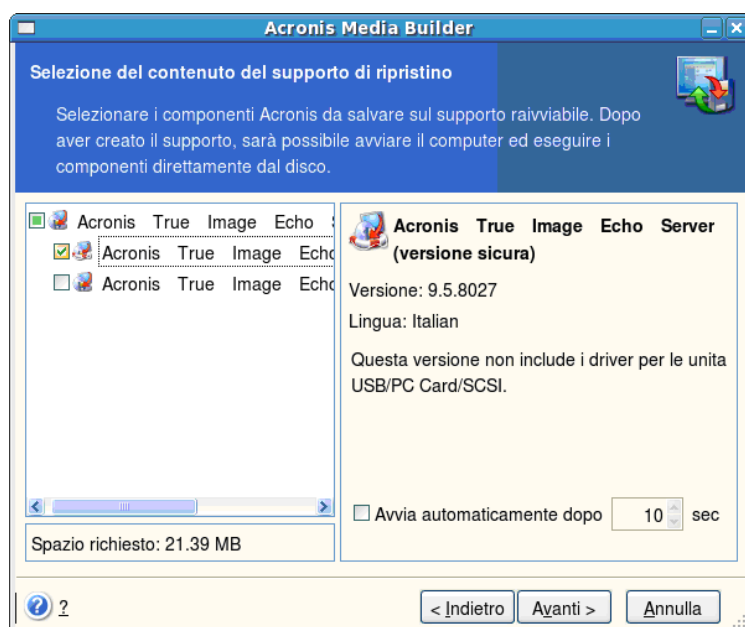 Acronis Media Builder
Selezione del contenuto del supporto di ripristino
Selezionare i componenti Acronis da salvare sul supporto raivviabile. Dopo
aver creato il supporto, sarà possibile avviare il computer ed eseguire i
componenti direttamente dal disco.
Acronis True Image Echo
Acronis True Image Echo
Acronis True Image Echo
Spazio richiesto: 21.39 MB
Acronis True Image Echo Server
(versione sicura)
Versione: 9.5.8027
Lingua: Italian
Questa versione non include i driver per le unita
USB/PC Card/SCSI.
Avvia automaticamente dopo 10 sec
?
< Indietro Avanti > Annulla